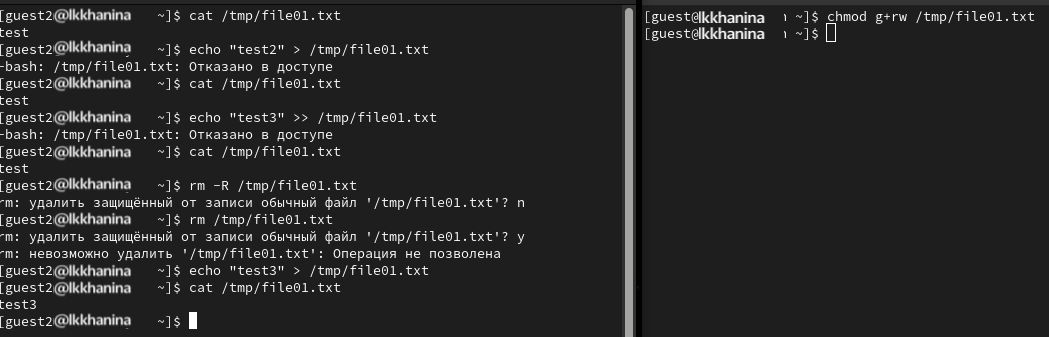 [guest2@lkkhanina ~]$ cat /tmp/file01.txt
test
[guest2@lkkhanina ~]$ echo "test2" > /tmp/file01.txt
-bash: /tmp/file01.txt: Отказано в доступе
[guest2@lkkhanina ~]$ cat /tmp/file01.txt
test
[guest2@lkkhanina ~]$ echo "test3" >> /tmp/file01.txt
-bash: /tmp/file01.txt: Отказано в доступе
[guest2@lkkhanina ~]$ cat /tmp/file01.txt
test
[guest2@lkkhanina ~]$ rm -R /tmp/file01.txt
rm: удалить защищённый от записи обычный файл '/tmp/file01.txt'? n
[guest2@lkkhanina ~]$ rm /tmp/file01.txt
rm: удалить защищённый от записи обычный файл '/tmp/file01.txt'? y
rm: невозможно удалить '/tmp/file01.txt': Операция не позволена
[guest2@lkkhanina ~]$ echo "test3" > /tmp/file01.txt
[guest2@lkkhanina ~]$ cat /tmp/file01.txt
test3
[guest2@lkkhanina ~]$
[guest@lkkhanina ~]$ chmod g+rw /tmp/file01.txt
[guest@lkkhanina ~]$